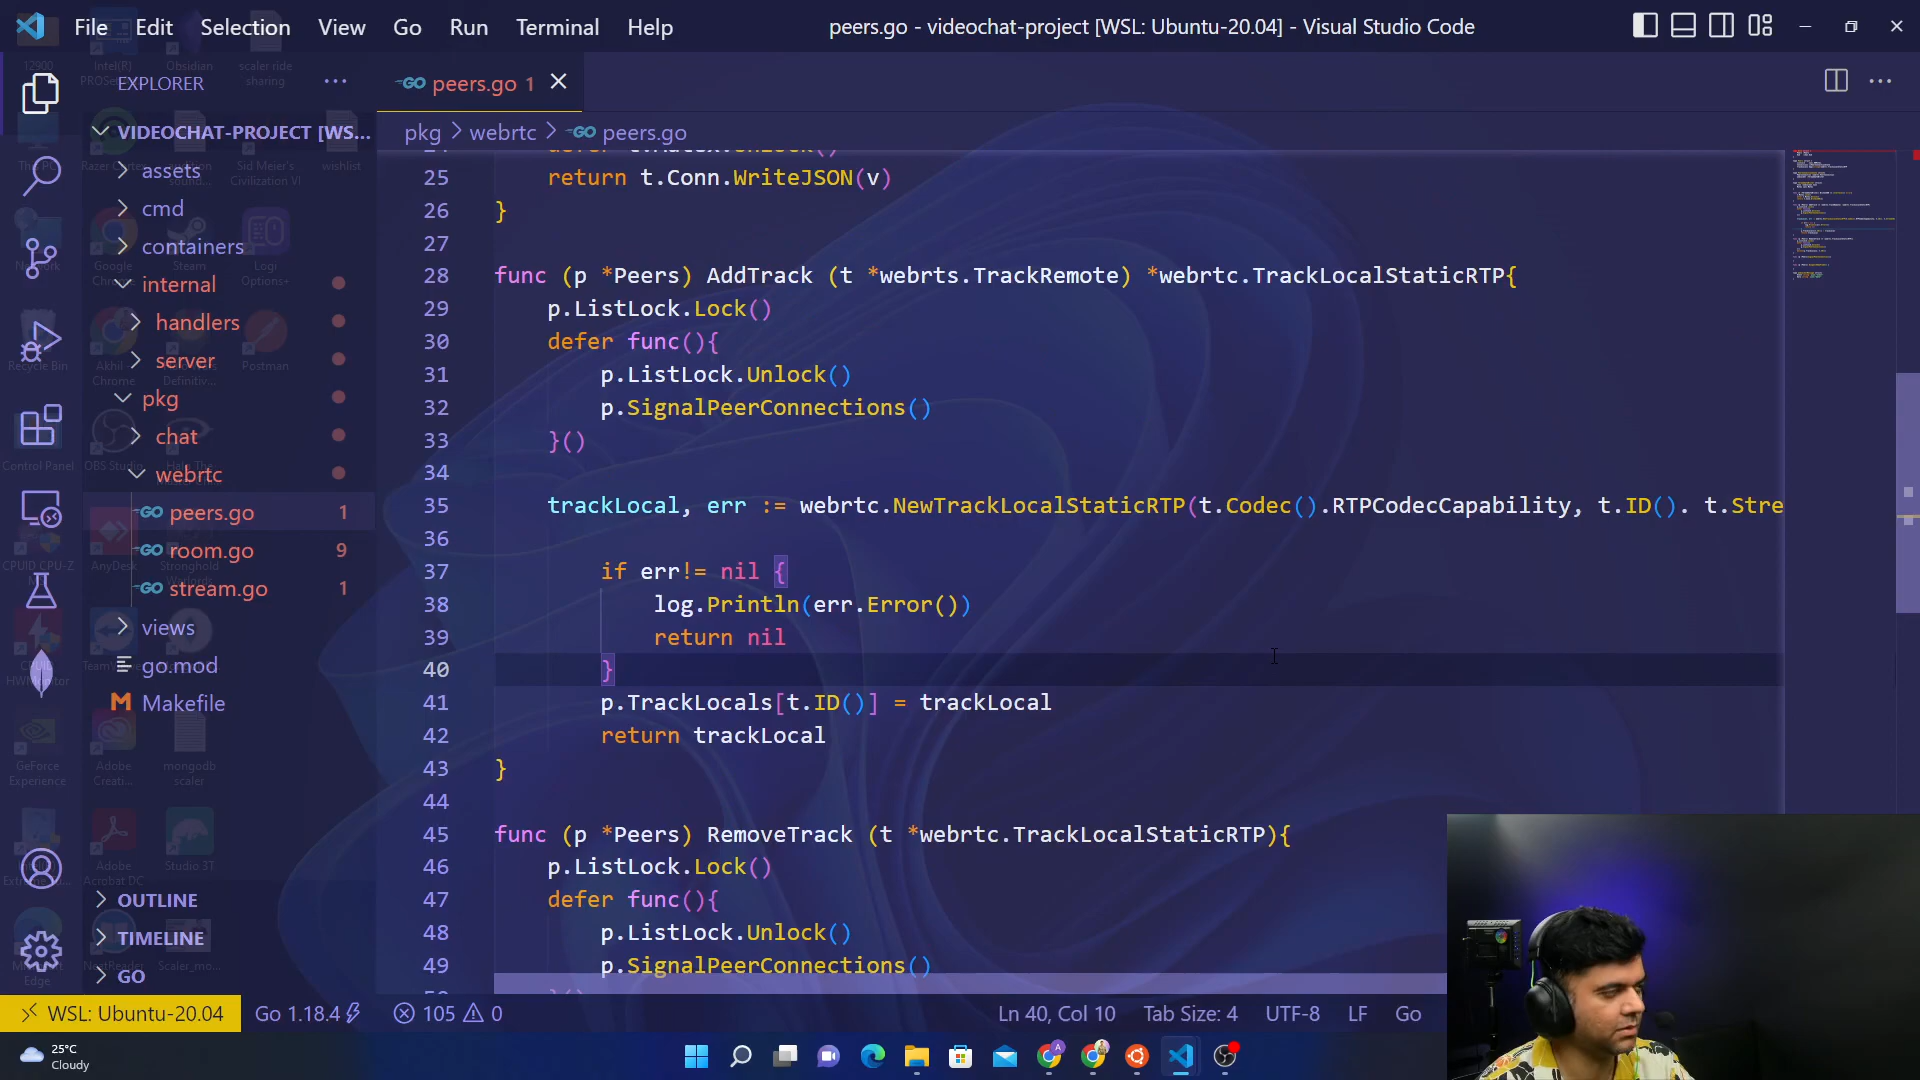 File Edit Selection View Go Run Terminal Help
peers.go - videochat-project [WSL: Ubuntu-20.04] - Visual Studio Code
EXPLORER
VIDEOCHAT-PROJECT [WS...
assets
cmd
containers
internal
handlers
server
pkg
chat
webrtc
peers.go 1
room.go 9
stream.go 1
views
go.mod
Makefile
OUTLINE
TIMELINE
GO
peers.go 1
pkg > webrtc > peers.go
25 return t.Conn.WriteJSON(v)
26 }
27
28 func (p *Peers) AddTrack (t *webrts.TrackRemote) *webrtc.TrackLocalStaticRTP{
29 p.ListLock.Lock()
30 defer func(){
31 p.ListLock.Unlock()
32 p.SignalPeerConnections()
33 }()
34
35 trackLocal, err := webrtc.NewTrackLocalStaticRTP(t.Codec().RTPCodecCapability, t.ID(). t.Stre
36
37 if err!= nil {
38 log.Println(err.Error())
39 return nil
40 }
41 p.TrackLocals[t.ID()] = trackLocal
42 return trackLocal
43 }
44
45 func (p *Peers) RemoveTrack (t *webrtc.TrackLocalStaticRTP){
46 p.ListLock.Lock()
47 defer func(){
48 p.ListLock.Unlock()
49 p.SignalPeerConnections()
WSL: Ubuntu-20.04 Go 1.18.4 105 0 Ln 40, Col 10 Tab Size: 4 UTF-8 LF Go
25°C
Cloudy